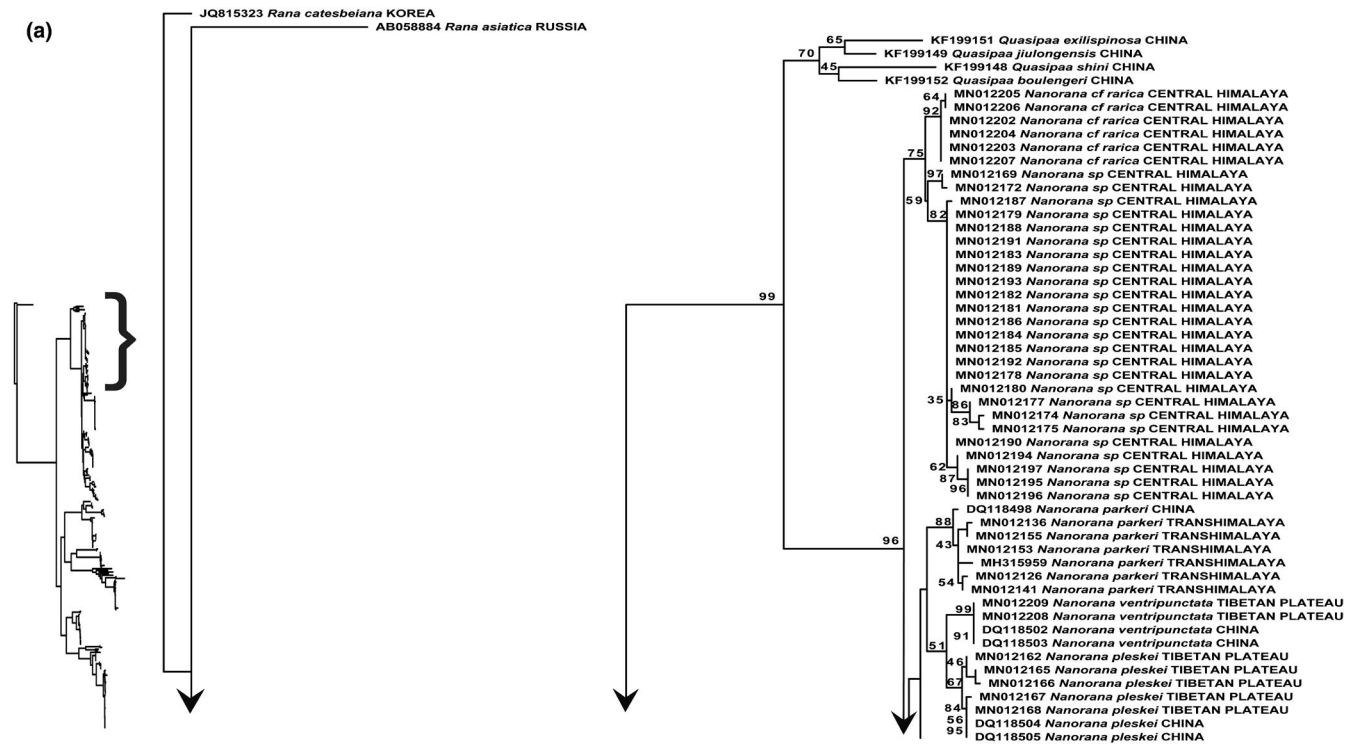 (a)
JQ815323 Rana catesbeiana KOREA
AB058884 Rana asiatica RUSSIA
65
KF199151 Quasipaa exilispinosa CHINA
70
KF199149 Quasipaa jiulongensis CHINA
45
KF199148 Quasipaa shini CHINA
KF199152 Quasipaa boulengeri CHINA
64
MN012205 Nanorana cf rarica CENTRAL HIMALAYA
92
MN012206 Nanorana cf rarica CENTRAL HIMALAYA
MN012202 Nanorana cf rarica CENTRAL HIMALAYA
MN012204 Nanorana cf rarica CENTRAL HIMALAYA
75
MN012203 Nanorana cf rarica CENTRAL HIMALAYA
MN012207 Nanorana cf rarica CENTRAL HIMALAYA
97
MN012169 Nanorana sp CENTRAL HIMALAYA
MN012172 Nanorana sp CENTRAL HIMALAYA
59
MN012187 Nanorana sp CENTRAL HIMALAYA
82
MN012179 Nanorana sp CENTRAL HIMALAYA
MN012188 Nanorana sp CENTRAL HIMALAYA
MN012191 Nanorana sp CENTRAL HIMALAYA
MN012183 Nanorana sp CENTRAL HIMALAYA
MN012189 Nanorana sp CENTRAL HIMALAYA
MN012193 Nanorana sp CENTRAL HIMALAYA
99
MN012182 Nanorana sp CENTRAL HIMALAYA
MN012181 Nanorana sp CENTRAL HIMALAYA
MN012186 Nanorana sp CENTRAL HIMALAYA
MN012184 Nanorana sp CENTRAL HIMALAYA
MN012185 Nanorana sp CENTRAL HIMALAYA
MN012192 Nanorana sp CENTRAL HIMALAYA
MN012178 Nanorana sp CENTRAL HIMALAYA
MN012180 Nanorana sp CENTRAL HIMALAYA
35
86
MN012177 Nanorana sp CENTRAL HIMALAYA
83
MN012174 Nanorana sp CENTRAL HIMALAYA
MN012175 Nanorana sp CENTRAL HIMALAYA
MN012190 Nanorana sp CENTRAL HIMALAYA
MN012194 Nanorana sp CENTRAL HIMALAYA
62
MN012197 Nanorana sp CENTRAL HIMALAYA
87
MN012195 Nanorana sp CENTRAL HIMALAYA
96
MN012196 Nanorana sp CENTRAL HIMALAYA
DQ118498 Nanorana parkeri CHINA
88
MN012136 Nanorana parkeri TRANSHIMALAYA
MN012155 Nanorana parkeri TRANSHIMALAYA
96
43
MN012153 Nanorana parkeri TRANSHIMALAYA
MH315959 Nanorana parkeri TRANSHIMALAYA
54
MN012126 Nanorana parkeri TRANSHIMALAYA
MN012141 Nanorana parkeri TRANSHIMALAYA
99
MN012209 Nanorana ventripunctata TIBETAN PLATEAU
MN012208 Nanorana ventripunctata TIBETAN PLATEAU
91
DQ118502 Nanorana ventripunctata CHINA
51
DQ118503 Nanorana ventripunctata CHINA
46
MN012162 Nanorana pleskei TIBETAN PLATEAU
MN012165 Nanorana pleskei TIBETAN PLATEAU
67
MN012166 Nanorana pleskei TIBETAN PLATEAU
MN012167 Nanorana pleskei TIBETAN PLATEAU
84
MN012168 Nanorana pleskei TIBETAN PLATEAU
56
DQ118504 Nanorana pleskei CHINA
95
DQ118505 Nanorana pleskei CHINA